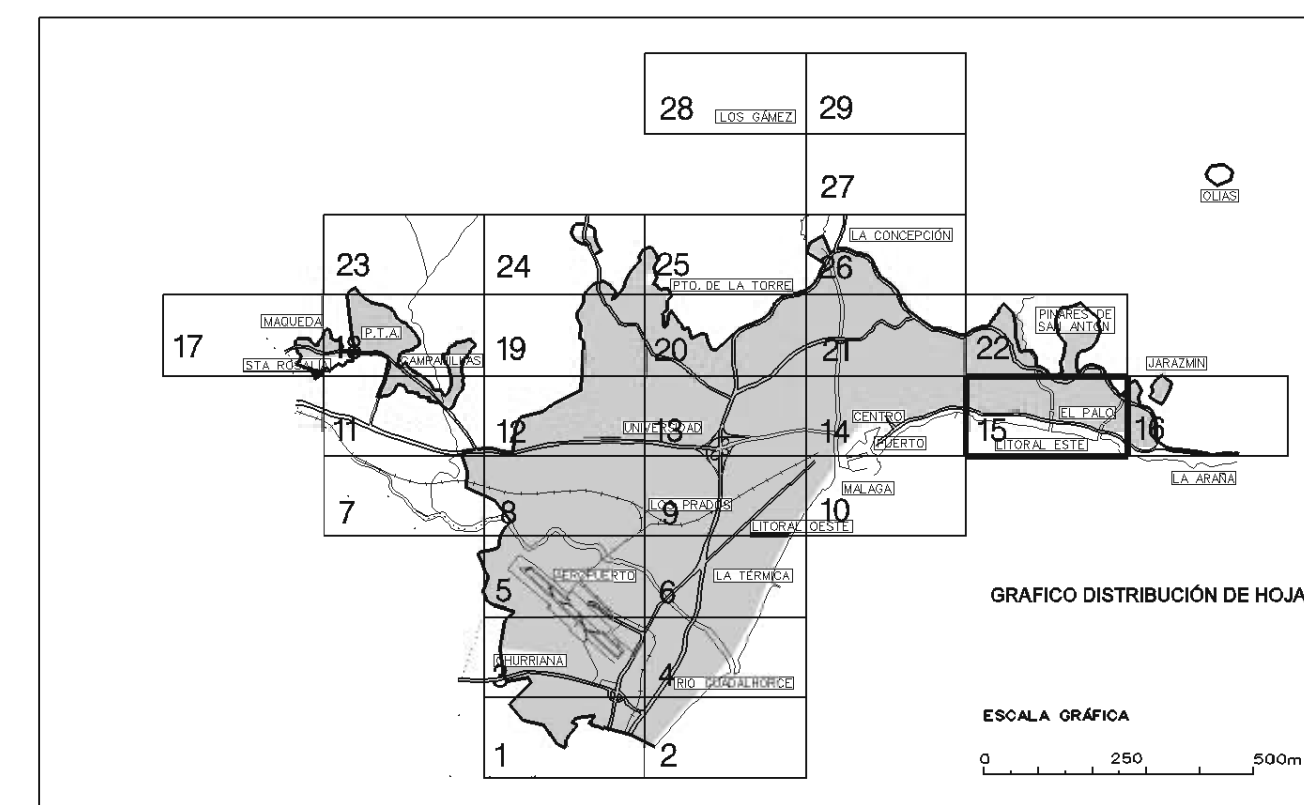 28
LOS GÁMEZ
29
27
OLIAS
LA CONCEPCIÓN
23
24
25
26
PTO. DE LA TORRE
MAQUEDA
P.T.A.
PINARES DE
SAN ANTÓN
17
STA ROSALIA
18
CAMPANILLAS
19
20
21
22
JARAZMIN
11
12
UNIVERSIDAD
13
14
CENTRO
PUERTO
15
EL PALO
LITORAL ESTE
16
LA ARAÑA
MALAGA
7
8
LOS PRADOS
9
LITORAL OESTE
10
5
AEROPUERTO
6
LA TÉRMICA
GRAFICO DISTRIBUCIÓN DE HOJA
CHURRIANA
3
4
RIO GUADALHORCE
ESCALA GRÁFICA
1
2
0 250 500m